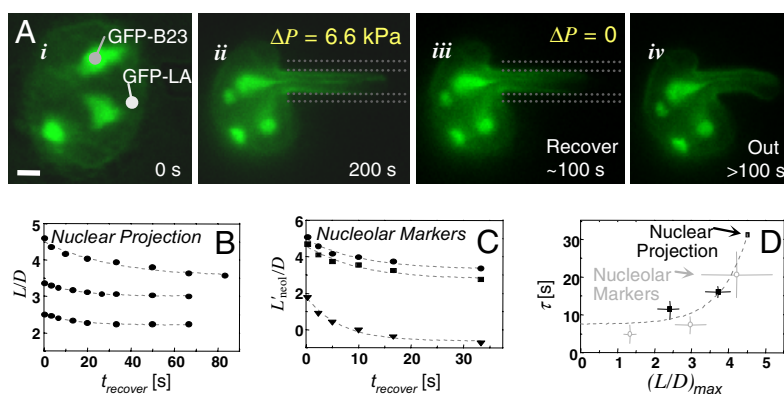 A
i
GFP-B23
GFP-LA
0 s
ii
ΔP = 6.6 kPa
200 s
iii
ΔP = 0
Recover
~100 s
iv
Out
>100 s
B
Nuclear Projection
L/D
5
4
3
2
0 20 40 60 80
t_recover [s]
C
Nucleolar Markers
L'neol/D
6
4
2
0
0 10 20 30
t_recover [s]
D
Nuclear
Projection
Nucleolar
Markers
τ [s]
30
20
10
0
0 1 2 3 4 5
(L/D)max